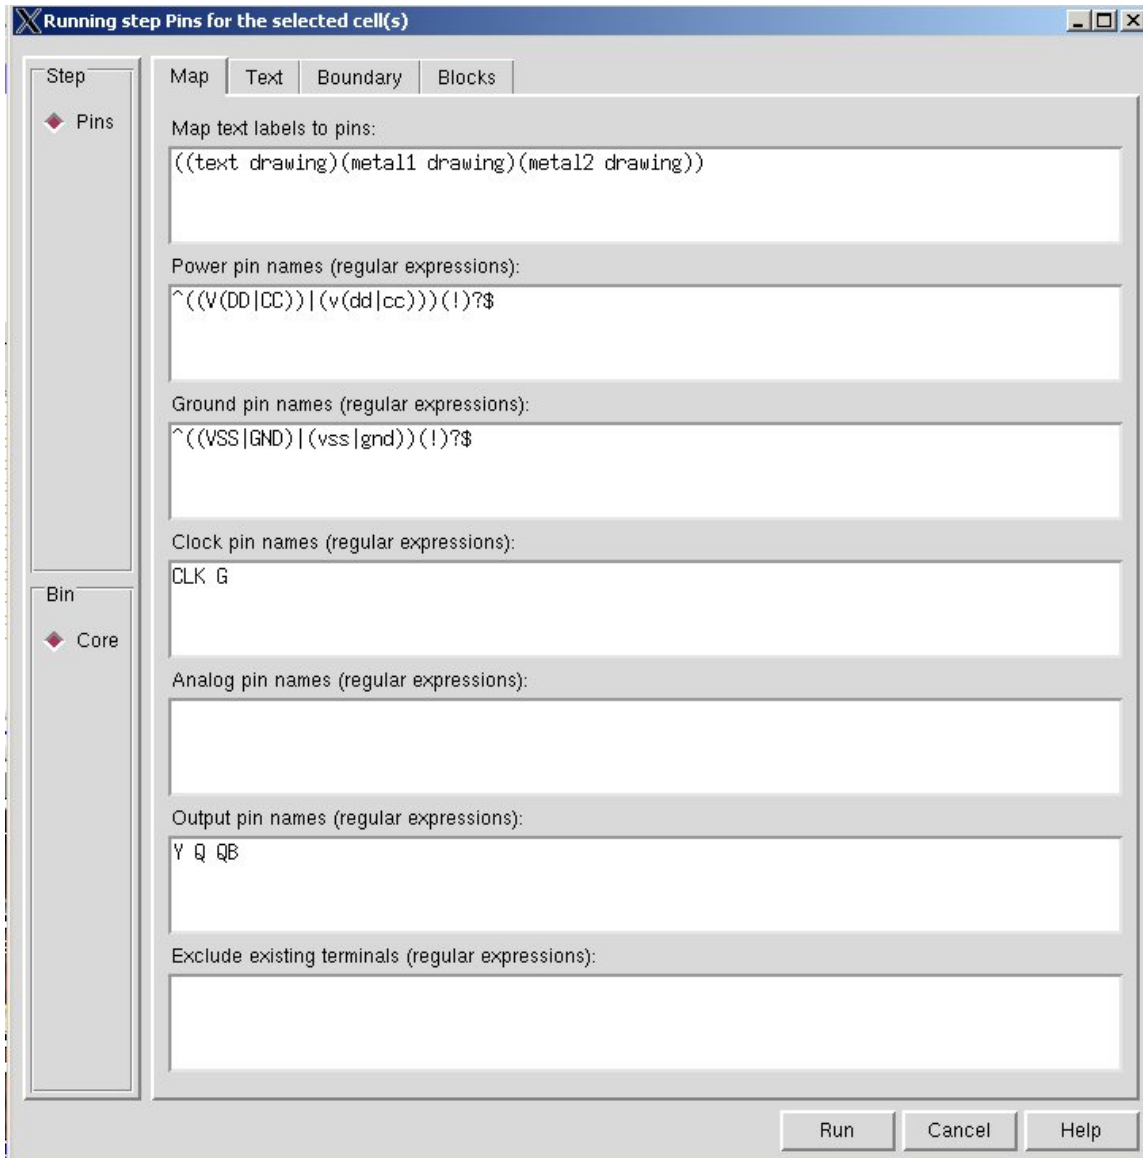 Running step Pins for the selected cell(s)
Step
Pins
Bin
Core
Map Text Boundary Blocks
Map text labels to pins:
((text drawing)(metal1 drawing)(metal2 drawing))
Power pin names (regular expressions):
^((V(DD|CC))|(v(dd|cc)))(!)?$
Ground pin names (regular expressions):
^((VSS|GND)|(vss|gnd))(!)?$
Clock pin names (regular expressions):
CLK G
Analog pin names (regular expressions):
Output pin names (regular expressions):
Y Q QB
Exclude existing terminals (regular expressions):
Run Cancel Help